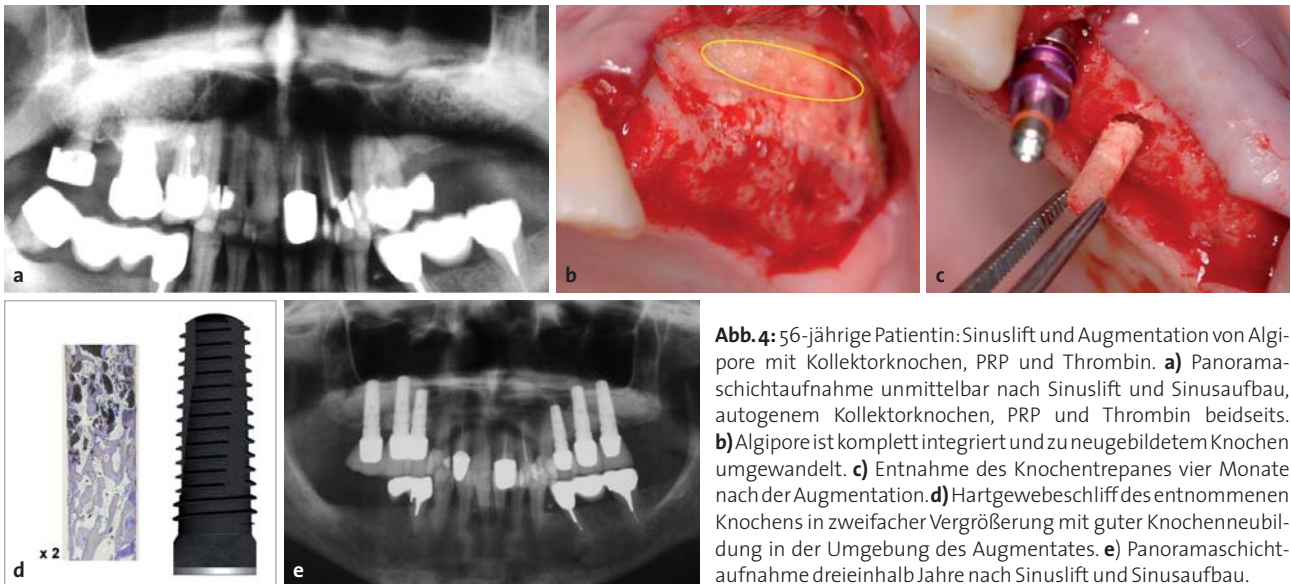 a
b
c
x 2
d
e
Abb. 4: 56-jährige Patientin: Sinuslift und Augmentation von Algi-
pore mit Kollektorknochen, PRP und Thrombin. a) Panorama-
schichtaufnahme unmittelbar nach Sinuslift und Sinusaufbau,
autogenem Kollektorknochen, PRP und Thrombin beidseits.
b) Algipore ist komplett integriert und zu neugebildetem Knochen
umgewandelt. c) Entnahme des Knochentrepanes vier Monate
nach der Augmentation. d) Hartgewebeschliff des entnommenen
Knochens in zweifacher Vergrößerung mit guter Knochenneubil-
dung in der Umgebung des Augmentates. e) Panoramaschicht-
aufnahme dreieinhalb Jahre nach Sinuslift und Sinusaufbau.